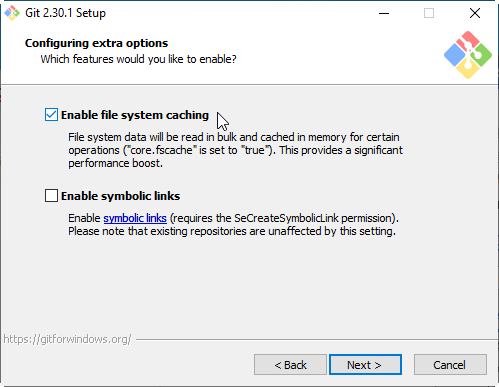 Git 2.30.1 Setup
Configuring extra options
Which features would you like to enable?
Enable file system caching
File system data will be read in bulk and cached in memory for certain
operations ("core.fscache" is set to "true"). This provides a significant
performance boost.
Enable symbolic links
Enable symbolic links (requires the SeCreateSymbolicLink permission).
Please note that existing repositories are unaffected by this setting.
https://gitforwindows.org/
< Back
Next >
Cancel